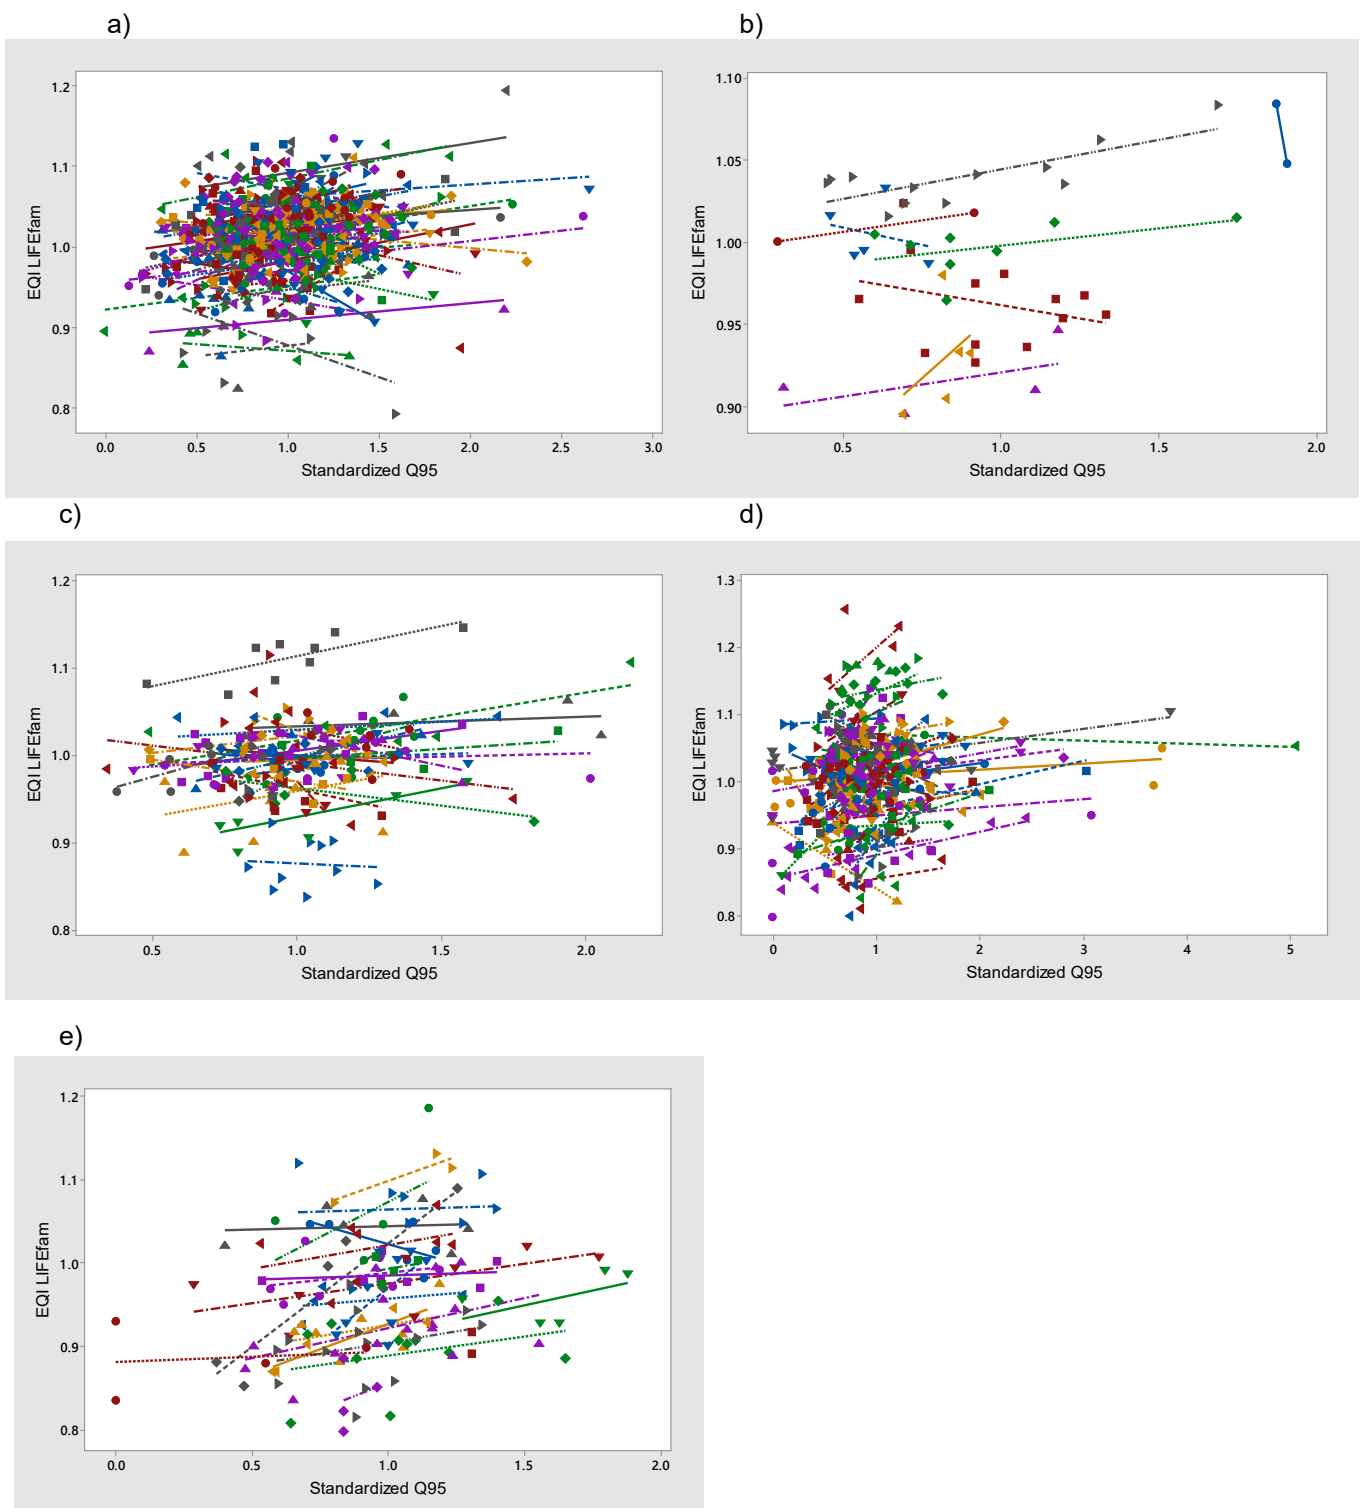 a)
b)
1.2
1.1
1.0
0.9
0.8
EQI LIFEfam
0.0 0.5 1.0 1.5 2.0 2.5 3.0
Standardized Q95
1.10
1.05
1.00
0.95
0.90
EQI LIFEfam
0.5 1.0 1.5 2.0
Standardized Q95
c)
d)
1.2
1.1
1.0
0.9
0.8
EQI LIFEfam
0.5 1.0 1.5 2.0
Standardized Q95
1.3
1.2
1.1
1.0
0.9
0.8
EQI LIFEfam
0 1 2 3 4 5
Standardized Q95
e)
1.2
1.1
1.0
0.9
0.8
EQI LIFEfam
0.0 0.5 1.0 1.5 2.0
Standardized Q95